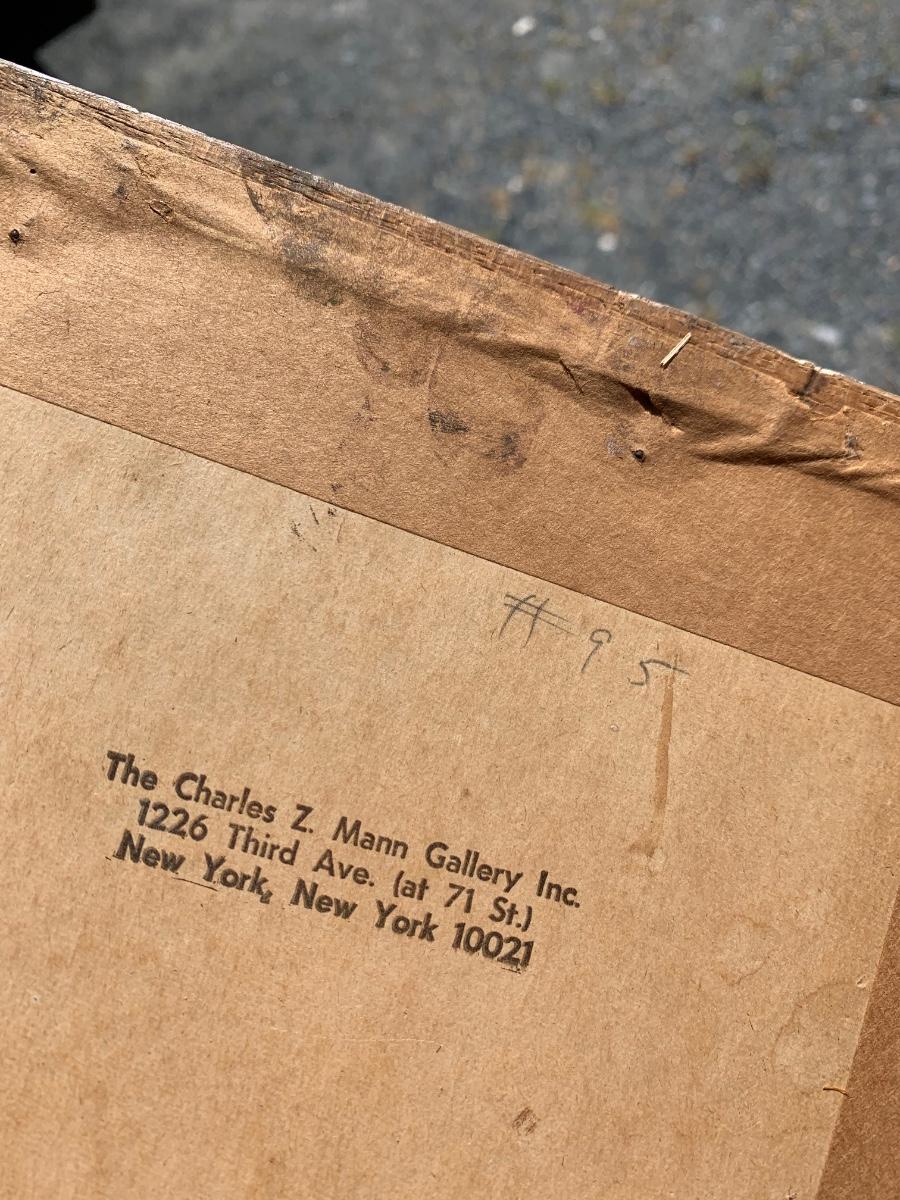 # 95
The Charles Z. Mann Gallery Inc.
1226 Third Ave. (at 71 St.)
New York, New York 10021